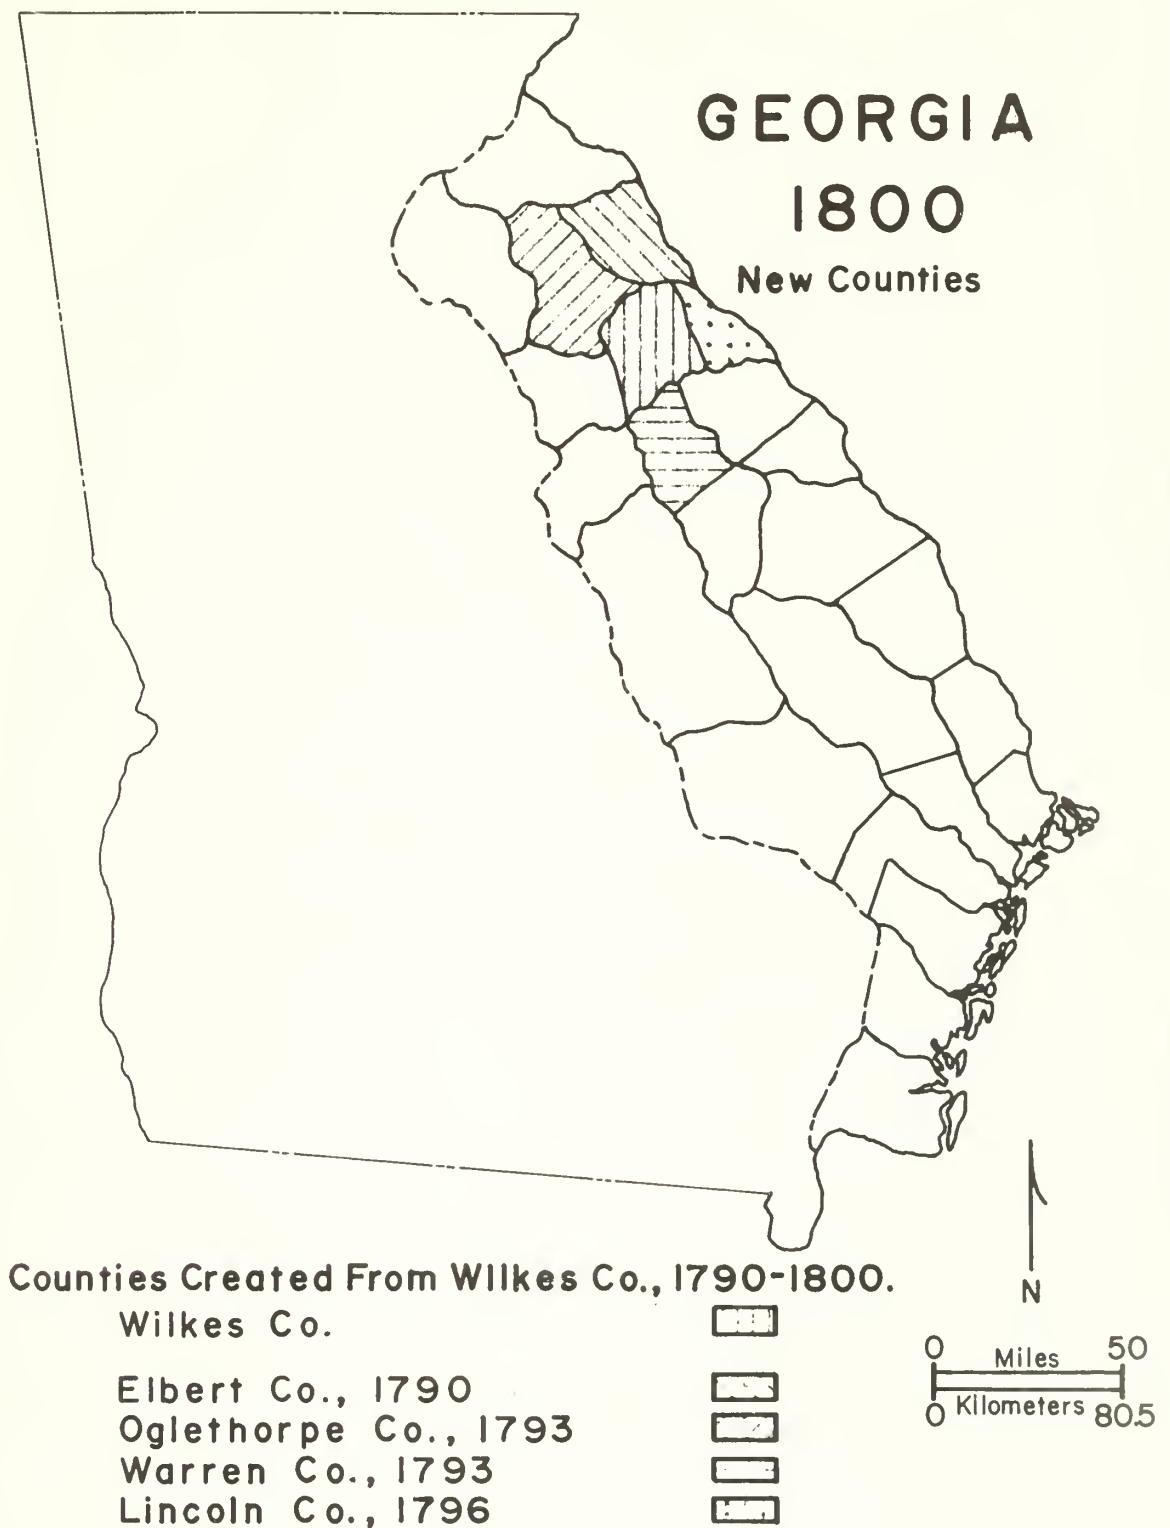 GEORGIA
1800
New Counties
Counties Created From Wilkes Co., 1790-1800.
Wilkes Co.
Elbert Co., 1790
Oglethorpe Co., 1793
Warren Co., 1793
Lincoln Co., 1796
N
0 Miles 50
0 Kilometers 80.5